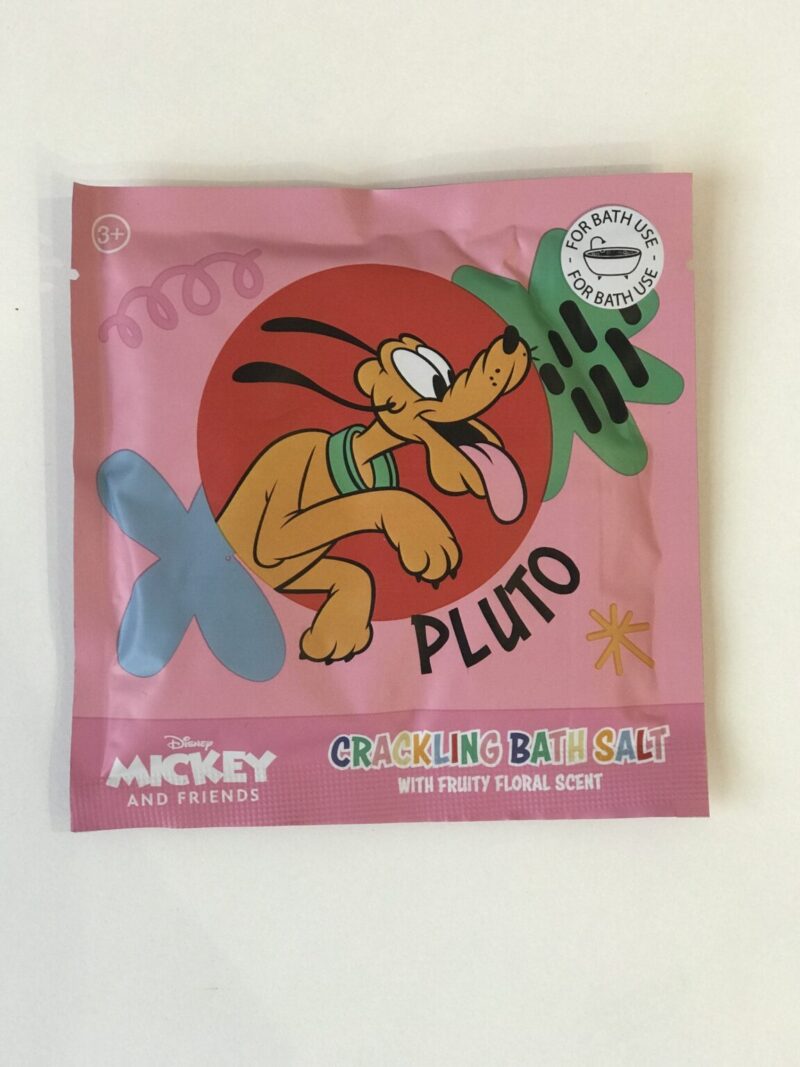 3+
FOR BATH USE
- FOR BATH USE -
PLUTO
Disney
MICKEY
AND FRIENDS
CRACKLING BATH SALT
WITH FRUITY FLORAL SCENT